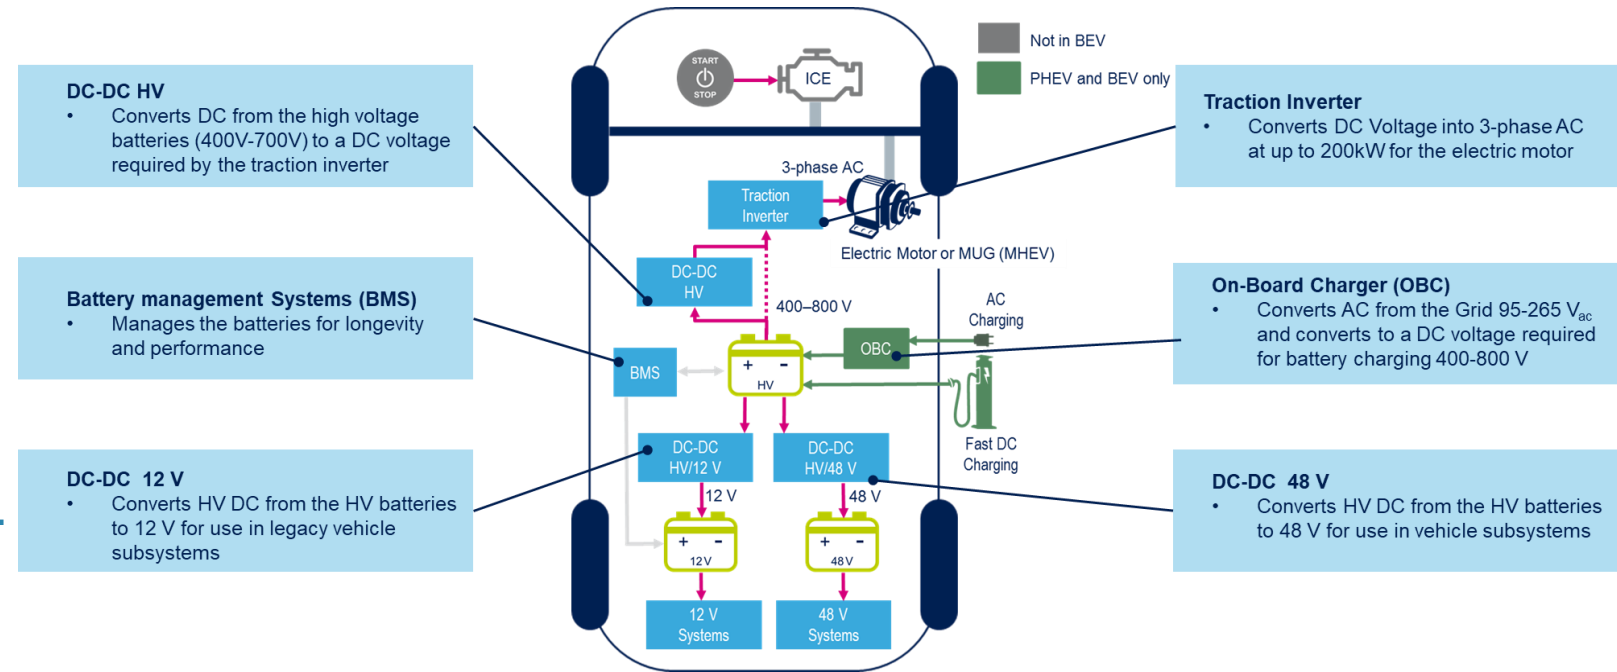 DC-DC HV
• Converts DC from the high voltage
batteries (400V-700V) to a DC voltage
required by the traction inverter
Battery management Systems (BMS)
• Manages the batteries for longevity
and performance
DC-DC 12 V
• Converts HV DC from the HV batteries
to 12 V for use in legacy vehicle
subsystems
START
STOP
ICE
Not in BEV
PHEV and BEV only
3-phase AC
Traction
Inverter
Electric Motor or MUG (MHEV)
DC-DC
HV
400–800 V
AC
Charging
OBC
BMS
+ -
HV
Fast DC
Charging
DC-DC
HV/12 V
DC-DC
HV/48 V
12 V
48 V
+ -
12V
+ -
48V
12 V
Systems
48 V
Systems
Traction Inverter
• Converts DC Voltage into 3-phase AC
at up to 200kW for the electric motor
On-Board Charger (OBC)
• Converts AC from the Grid 95-265 Vac
and converts to a DC voltage required
for battery charging 400-800 V
DC-DC 48 V
• Converts HV DC from the HV batteries
to 48 V for use in vehicle subsystems